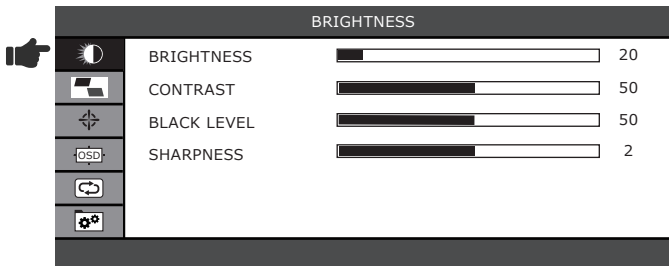 BRIGHTNESS
BRIGHTNESS 20
CONTRAST 50
BLACK LEVEL 50
OSD
SHARPNESS 2